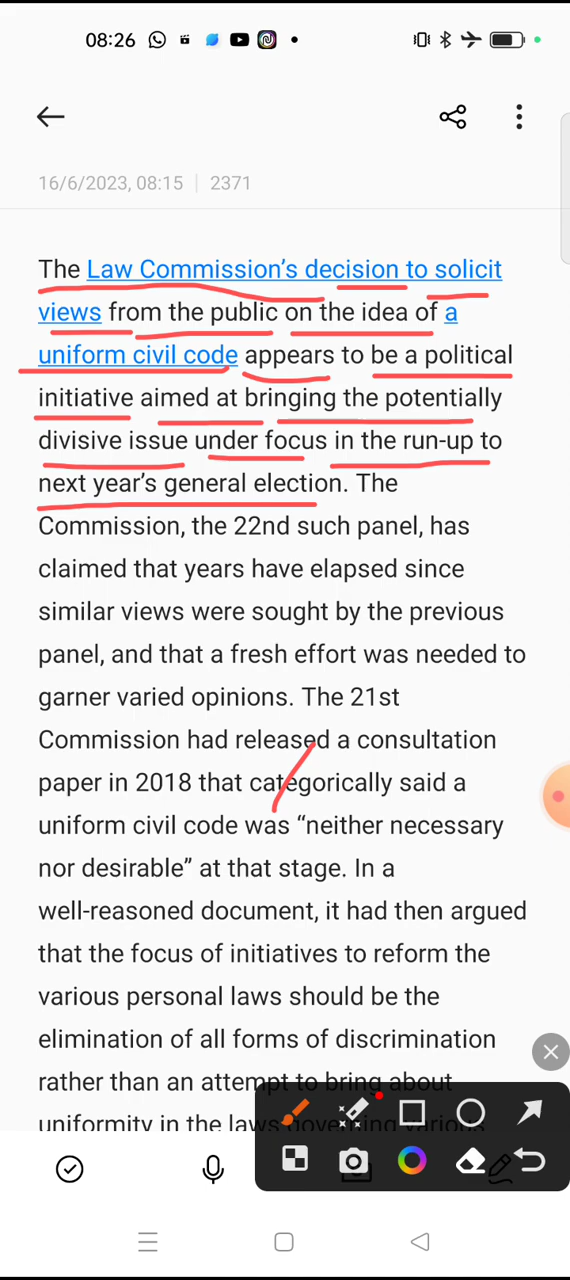 08:26
16/6/2023, 08:15 | 2371
The Law Commission’s decision to solicit
views from the public on the idea of a
uniform civil code appears to be a political
initiative aimed at bringing the potentially
divisive issue under focus in the run-up to
next year’s general election. The
Commission, the 22nd such panel, has
claimed that years have elapsed since
similar views were sought by the previous
panel, and that a fresh effort was needed to
garner varied opinions. The 21st
Commission had released a consultation
paper in 2018 that categorically said a
uniform civil code was “neither necessary
nor desirable” at that stage. In a
well-reasoned document, it had then argued
that the focus of initiatives to reform the
various personal laws should be the
elimination of all forms of discrimination
rather than an attempt to bring about
uniformity in the laws governing various